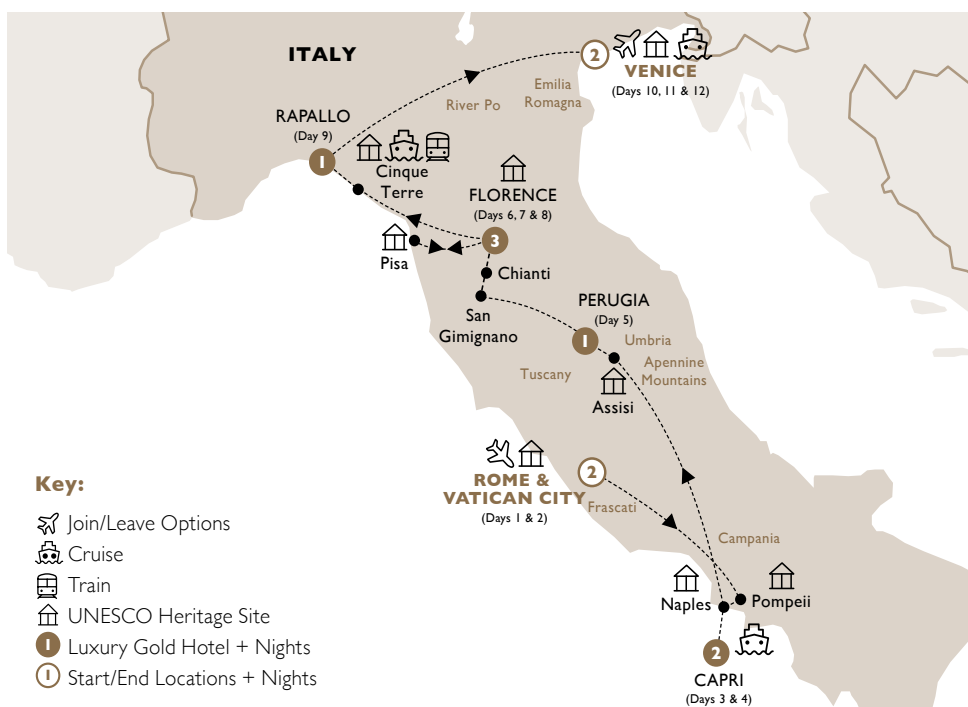 ITALY
2
VENICE
(Days 10, 11 & 12)
Emilia
Romagna
River Po
RAPALLO
(Day 9)
1
Cinque
Terre
FLORENCE
(Days 6, 7 & 8)
3
Pisa
Chianti
San
Gimignano
PERUGIA
(Day 5)
1
Umbria
Tuscany
Apennine
Mountains
Assisi
2
ROME &
VATICAN CITY
(Days 1 & 2)
Frascati
Campania
Naples
Pompeii
2
CAPRI
(Days 3 & 4)
Key:
Join/Leave Options
Cruise
Train
UNESCO Heritage Site
1 Luxury Gold Hotel + Nights
1 Start/End Locations + Nights